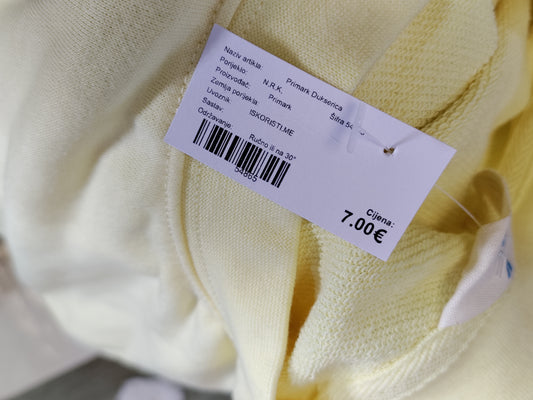 Naziv artikla: Primark Dukserica
Porijeklo: N.R.K. Šifra
Proizvođač: Primark
Zemlja porijekla
Uvoznik: ISKORISTI.ME
Sastav:
Održavanje: Ručno ili na 30°
54865
Cijena:
7.00€